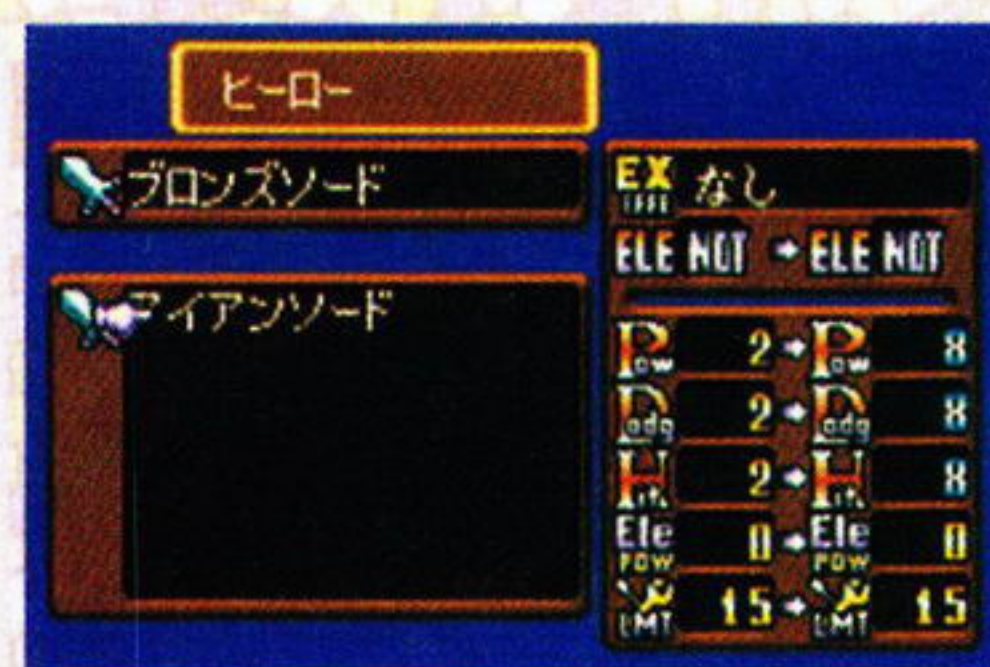 ヒーロー
ブロンズソード
アイアンソード
EX なし
ELE NOT ➡ ELE NOT
Pow 2 ➡ Pow 8
Dodg 2 ➡ Dodg 8
Hit 2 ➡ Hit 8
Ele POW 0 ➡ Ele POW 0
LMT 15 ➡ LMT 15